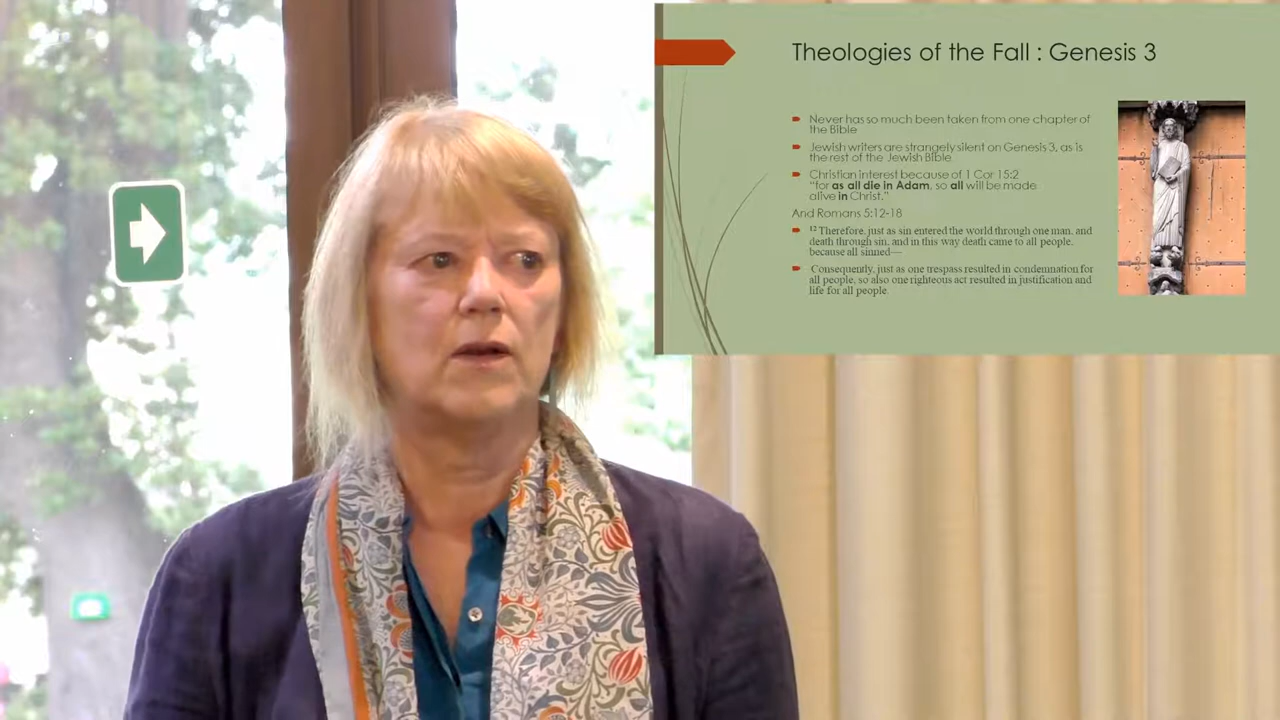 Theologies of the Fall : Genesis 3
Never has so much been taken from one chapter of
the Bible
Jewish writers are strangely silent on Genesis 3, as is
the rest of the Jewish Bible
Christian interest because of 1 Cor 15:2
"for as all die in Adam, so all will be made
alive in Christ."
And Romans 5:12-18
12 Therefore, just as sin entered the world through one man, and
death through sin, and in this way death came to all people,
because all sinned—
Consequently, just as one trespass resulted in condemnation for
all people, so also one righteous act resulted in justification and
life for all people.